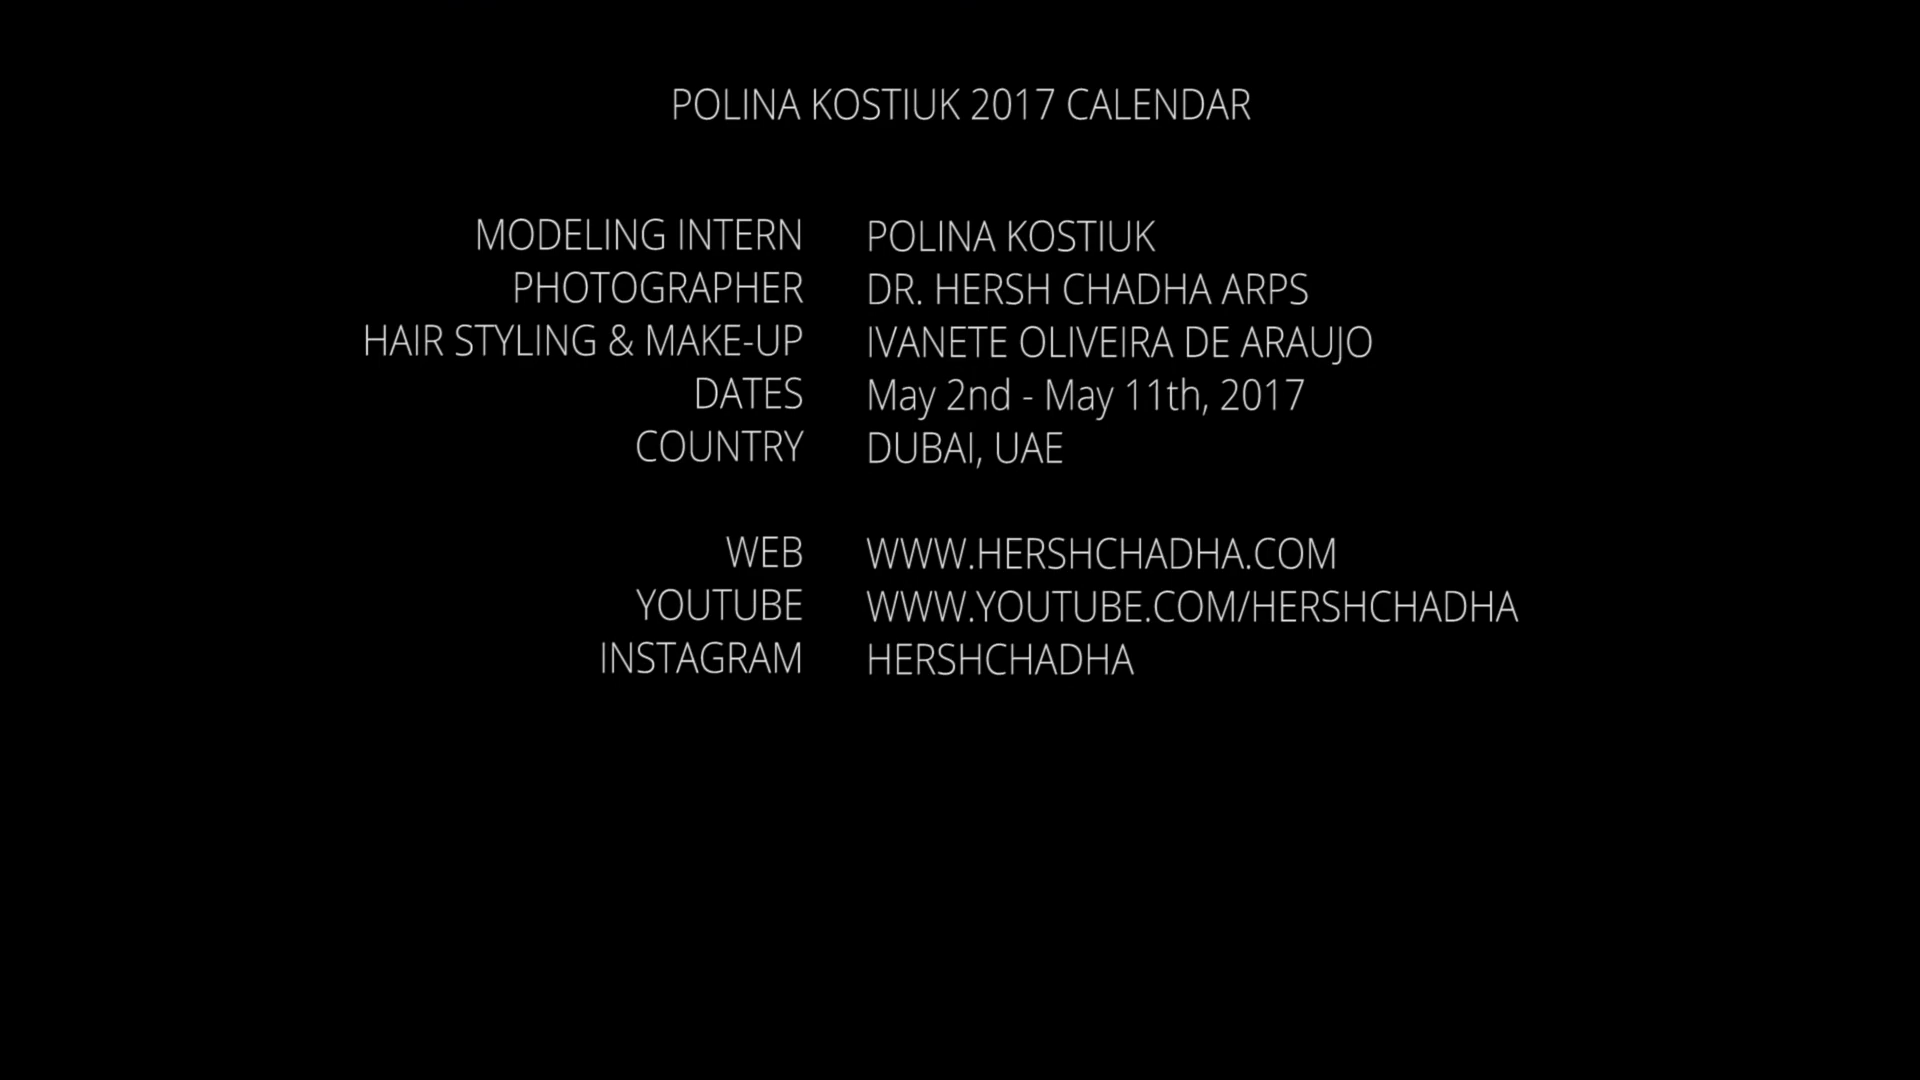 POLINA KOSTIUK 2017 CALENDAR
MODELING INTERN POLINA KOSTIUK
PHOTOGRAPHER DR. HERSH CHADHA ARPS
HAIR STYLING & MAKE-UP IVANETE OLIVEIRA DE ARAUJO
DATES May 2nd - May 11th, 2017
COUNTRY DUBAI, UAE
WEB WWW.HERSHCHADHA.COM
YOUTUBE WWW.YOUTUBE.COM/HERSHCHADHA
INSTAGRAM HERSHCHADHA